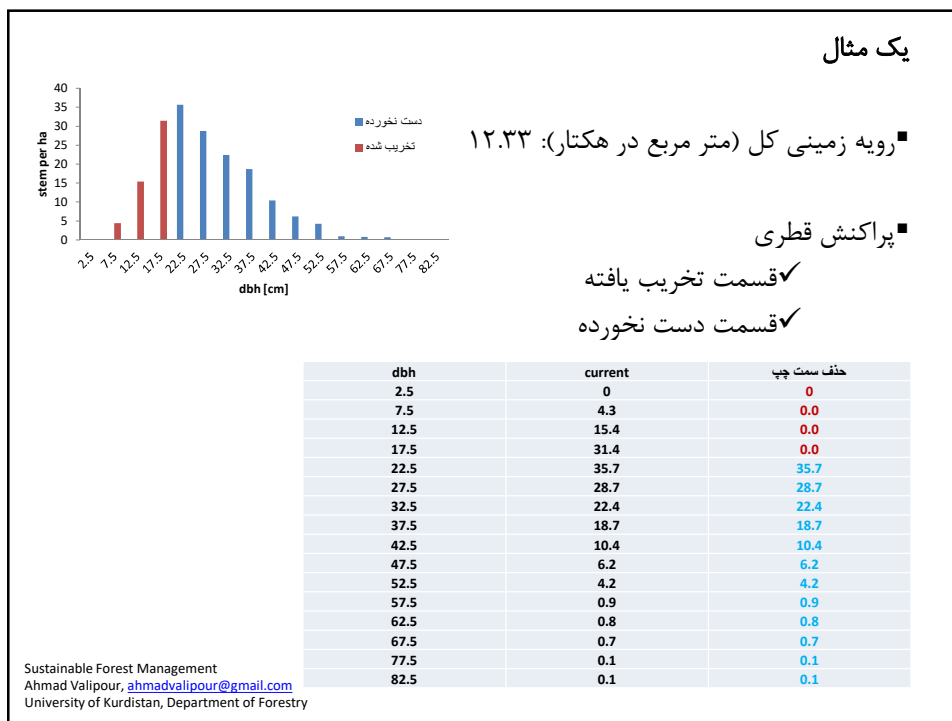 یک مثال
40
35
30
25
20
15
10
5
0
stem per ha
دست نخورده
تخریب شده
2.5 7.5 12.5 17.5 22.5 27.5 32.5 37.5 42.5 47.5 52.5 57.5 62.5 67.5 77.5 82.5
dbh [cm]
▪رویه زمینی کل (متر مربع در هکتار): ۱۲.۳۳
▪پراکنش قطری
✓قسمت تخریب یافته
✓قسمت دست نخورده
dbh current حذف سمت چپ
2.5 0 0
7.5 4.3 0.0
12.5 15.4 0.0
17.5 31.4 0.0
22.5 35.7 35.7
27.5 28.7 28.7
32.5 22.4 22.4
37.5 18.7 18.7
42.5 10.4 10.4
47.5 6.2 6.2
52.5 4.2 4.2
57.5 0.9 0.9
62.5 0.8 0.8
67.5 0.7 0.7
77.5 0.1 0.1
82.5 0.1 0.1
Sustainable Forest Management
Ahmad Valipour, ahmadvalipour@gmail.com
University of Kurdistan, Department of Forestry